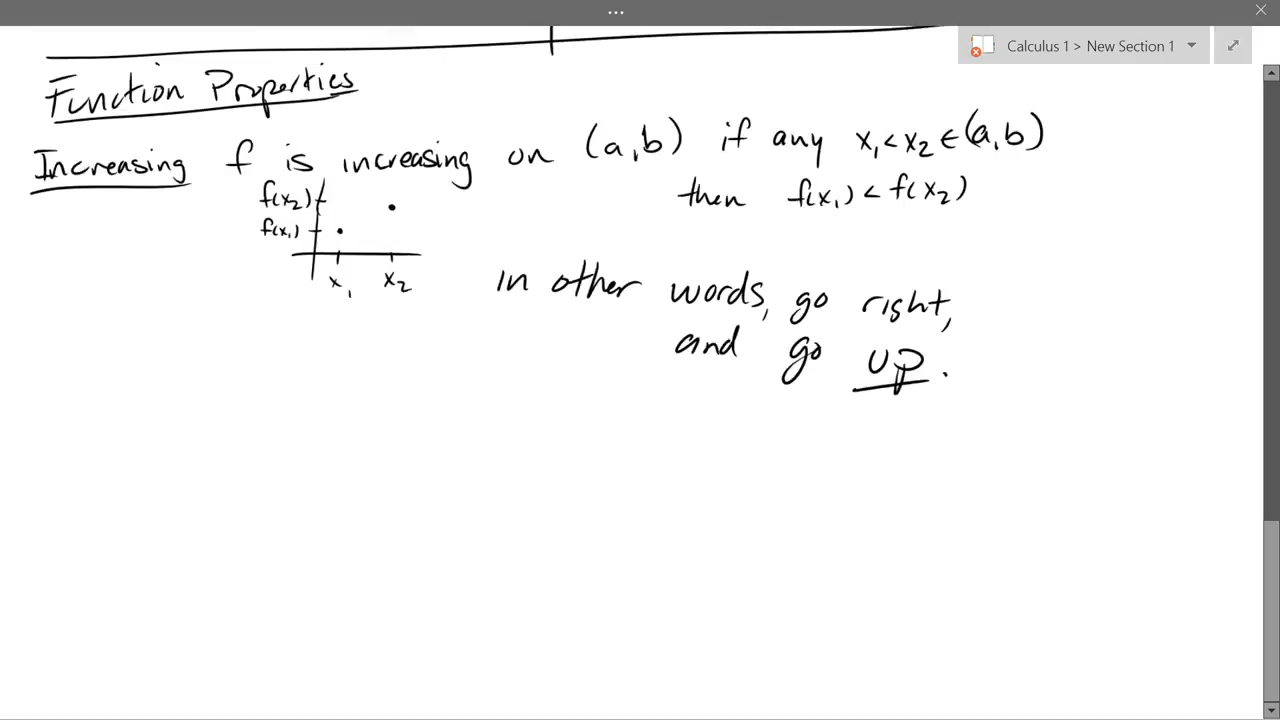 ...
Calculus 1 > New Section 1
Function Properties
Increasing f is increasing on (a,b) if any x₁ < x₂ ∈ (a,b)
then f(x₁) < f(x₂)
f(x₂)
f(x₁)
x₁ x₂
in other words, go right,
and go up.